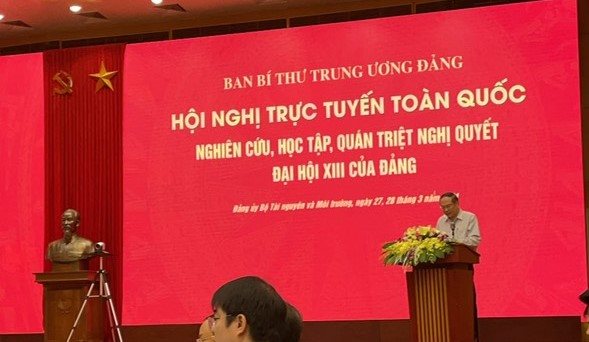 BAN BÍ THƯ TRUNG ƯƠNG ĐẢNG
HỘI NGHỊ TRỰC TUYẾN TOÀN QUỐC
NGHIÊN CỨU, HỌC TẬP, QUÁN TRIỆT NGHỊ QUYẾT
ĐẠI HỘI XIII CỦA ĐẢNG
Đảng ủy Bộ Tài nguyên và Môi trường, ngày 27, 28 tháng 3 năm